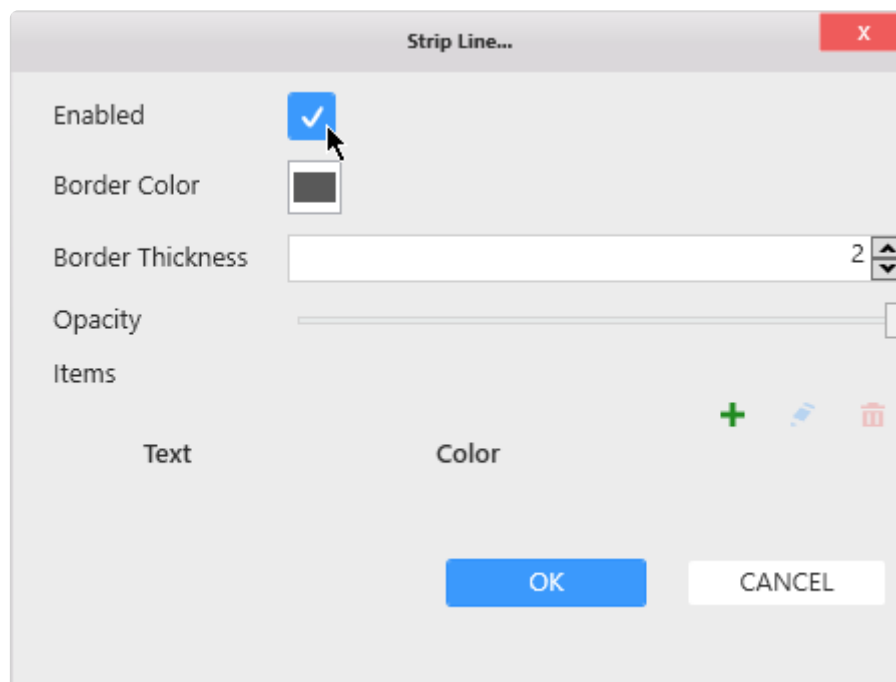 Strip Line...
X
Enabled
Border Color
Border Thickness
2
Opacity
Items
Text Color
OK CANCEL